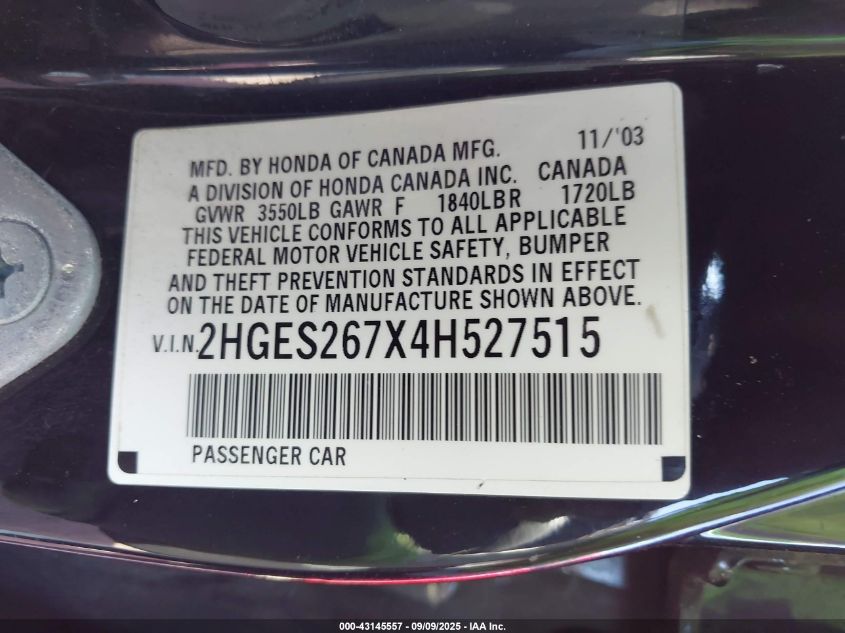 11/'03
MFD. BY HONDA OF CANADA MFG.
A DIVISION OF HONDA CANADA INC. CANADA
GVWR 3550LB GAWR F 1840LBR 1720LB
THIS VEHICLE CONFORMS TO ALL APPLICABLE
FEDERAL MOTOR VEHICLE SAFETY, BUMPER
AND THEFT PREVENTION STANDARDS IN EFFECT
ON THE DATE OF MANUFACTURE SHOWN ABOVE.
V.I.N. 2HGES267X4H527515
PASSENGER CAR
000-43145557 - 09/09/2025 - IAA Inc.